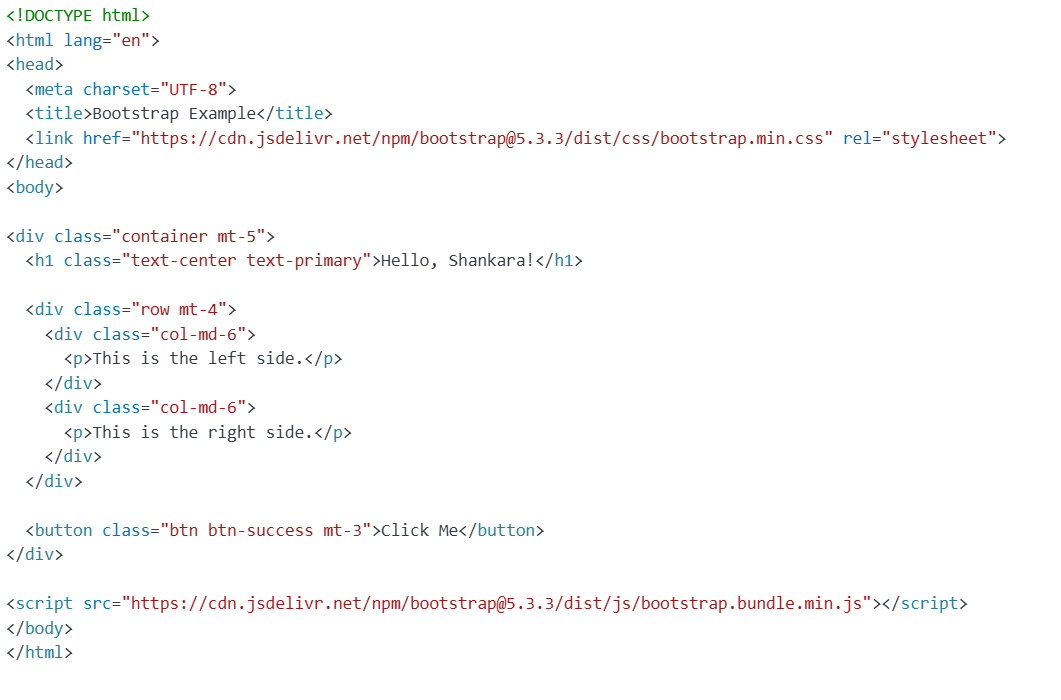 <!DOCTYPE html>
<html lang="en">
<head>
  <meta charset="UTF-8">
  <title>Bootstrap Example</title>
  <link href="https://cdn.jsdelivr.net/npm/bootstrap@5.3.3/dist/css/bootstrap.min.css" rel="stylesheet">
</head>
<body>

<div class="container mt-5">
  <h1 class="text-center text-primary">Hello, Shankara!</h1>

  <div class="row mt-4">
    <div class="col-md-6">
      <p>This is the left side.</p>
    </div>
    <div class="col-md-6">
      <p>This is the right side.</p>
    </div>
  </div>

  <button class="btn btn-success mt-3">Click Me</button>
</div>

<script src="https://cdn.jsdelivr.net/npm/bootstrap@5.3.3/dist/js/bootstrap.bundle.min.js"></script>
</body>
</html>